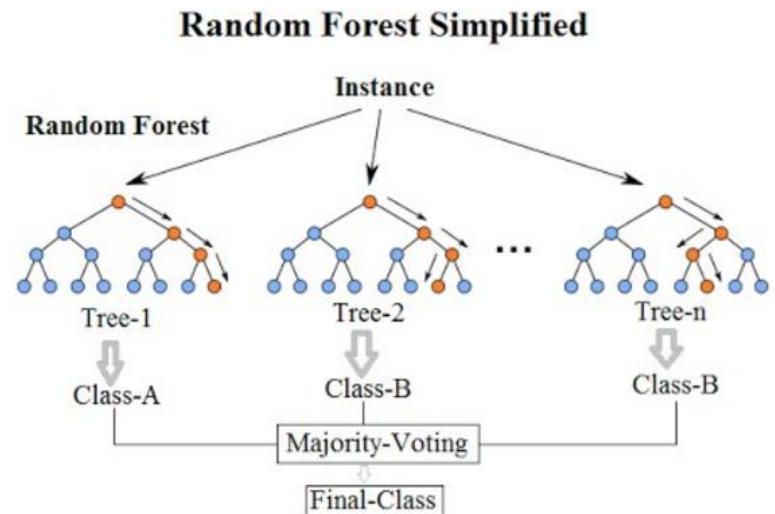 Random Forest Simplified
Instance
Random Forest
...
Tree-1
Tree-2
Tree-n
Class-A
Class-B
Class-B
Majority-Voting
Final-Class